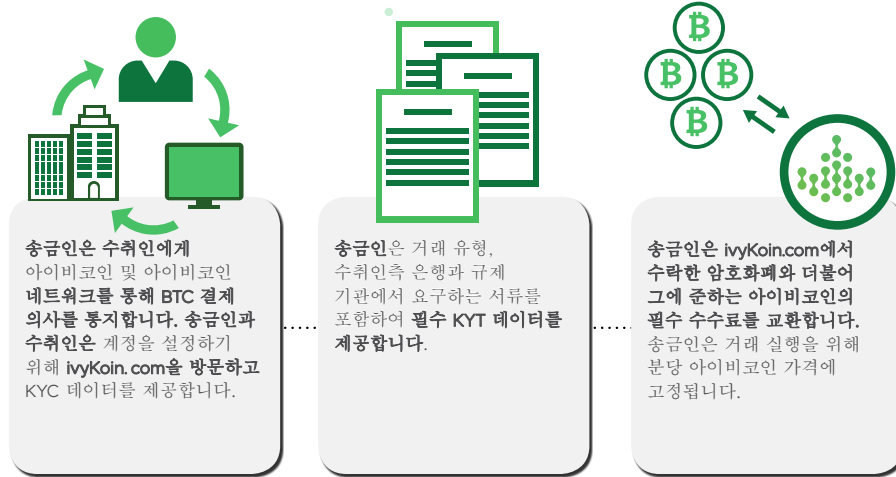 송금인은 수취인에게
아이비코인 및 아이비코인
네트워크를 통해 BTC 결제
의사를 통지합니다. 송금인과
수취인은 계정을 설정하기
위해 ivyKoin. com을 방문하고
KYC 데이터를 제공합니다.
송금인은 거래 유형,
수취인측 은행과 규제
기관에서 요구하는 서류를
포함하여 필수 KYT 데이터를
제공합니다.
송금인은 ivyKoin.com에서
수락한 암호화폐와 더불어
그에 준하는 아이비코인의
필수 수수료를 교환합니다.
송금인은 거래 실행을 위해
분당 아이비코인 가격에
고정됩니다.